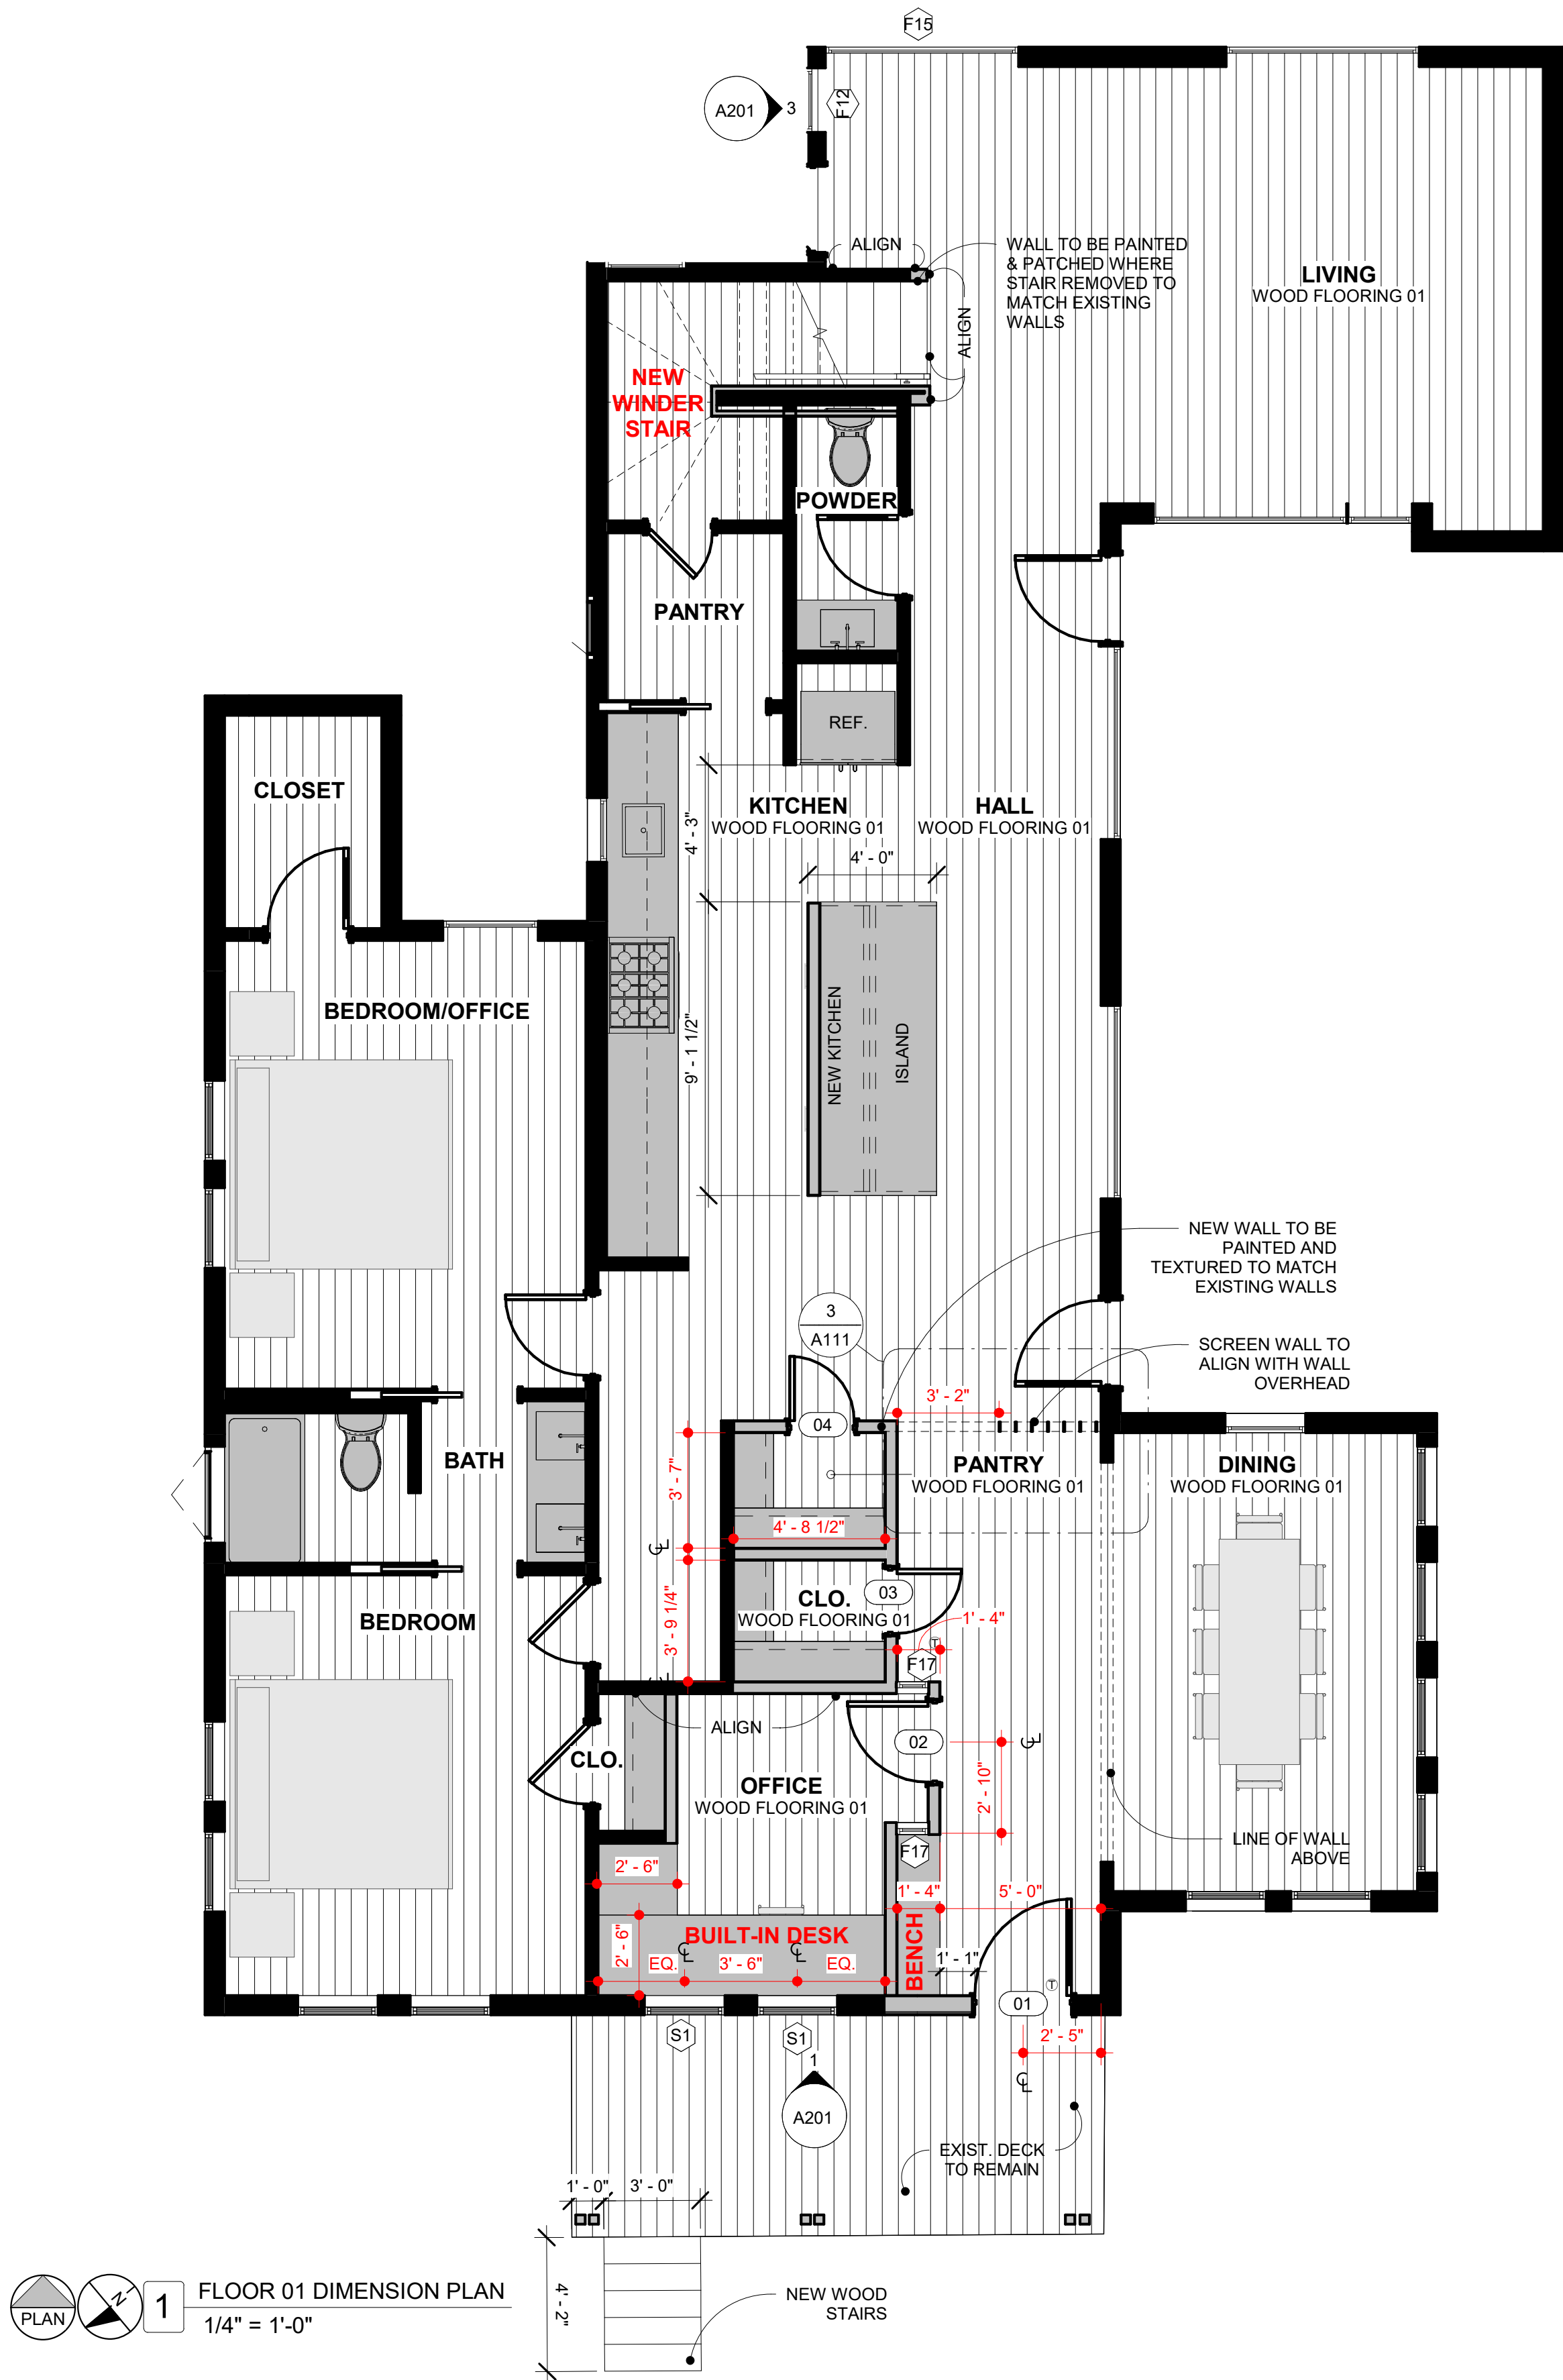 F15
A201
3
F12
ALIGN
ALIGN
WALL TO BE PAINTED
& PATCHED WHERE
STAIR REMOVED TO
MATCH EXISTING
WALLS
LIVING
WOOD FLOORING 01
NEW
WINDER
STAIR
POWDER
PANTRY
REF.
CLOSET
KITCHEN
WOOD FLOORING 01
HALL
WOOD FLOORING 01
4' - 3"
4' - 0"
BEDROOM/OFFICE
9' - 1 1/2"
NEW KITCHEN
ISLAND
NEW WALL TO BE
PAINTED AND
TEXTURED TO MATCH
EXISTING WALLS
3
A111
SCREEN WALL TO
ALIGN WITH WALL
OVERHEAD
3' - 2"
04
BATH
3' - 7"
PANTRY
WOOD FLOORING 01
DINING
WOOD FLOORING 01
4' - 8 1/2"
CL
BEDROOM
3' - 9 1/4"
CLO.
WOOD FLOORING 01
03
1' - 4"
T
F17
ALIGN
02
CL
CLO.
OFFICE
WOOD FLOORING 01
2' - 10"
LINE OF WALL
ABOVE
F17
2' - 6"
1' - 4"
5' - 0"
2' - 6"
BUILT-IN DESK
CL
CL
EQ.
3' - 6"
EQ.
BENCH
1' - 1"
T
01
S1
S1
2' - 5"
CL
1
A201
EXIST. DECK
TO REMAIN
1' - 0"
3' - 0"
4' - 2"
NEW WOOD
STAIRS
PLAN
N
1
FLOOR 01 DIMENSION PLAN
1/4" = 1'-0"